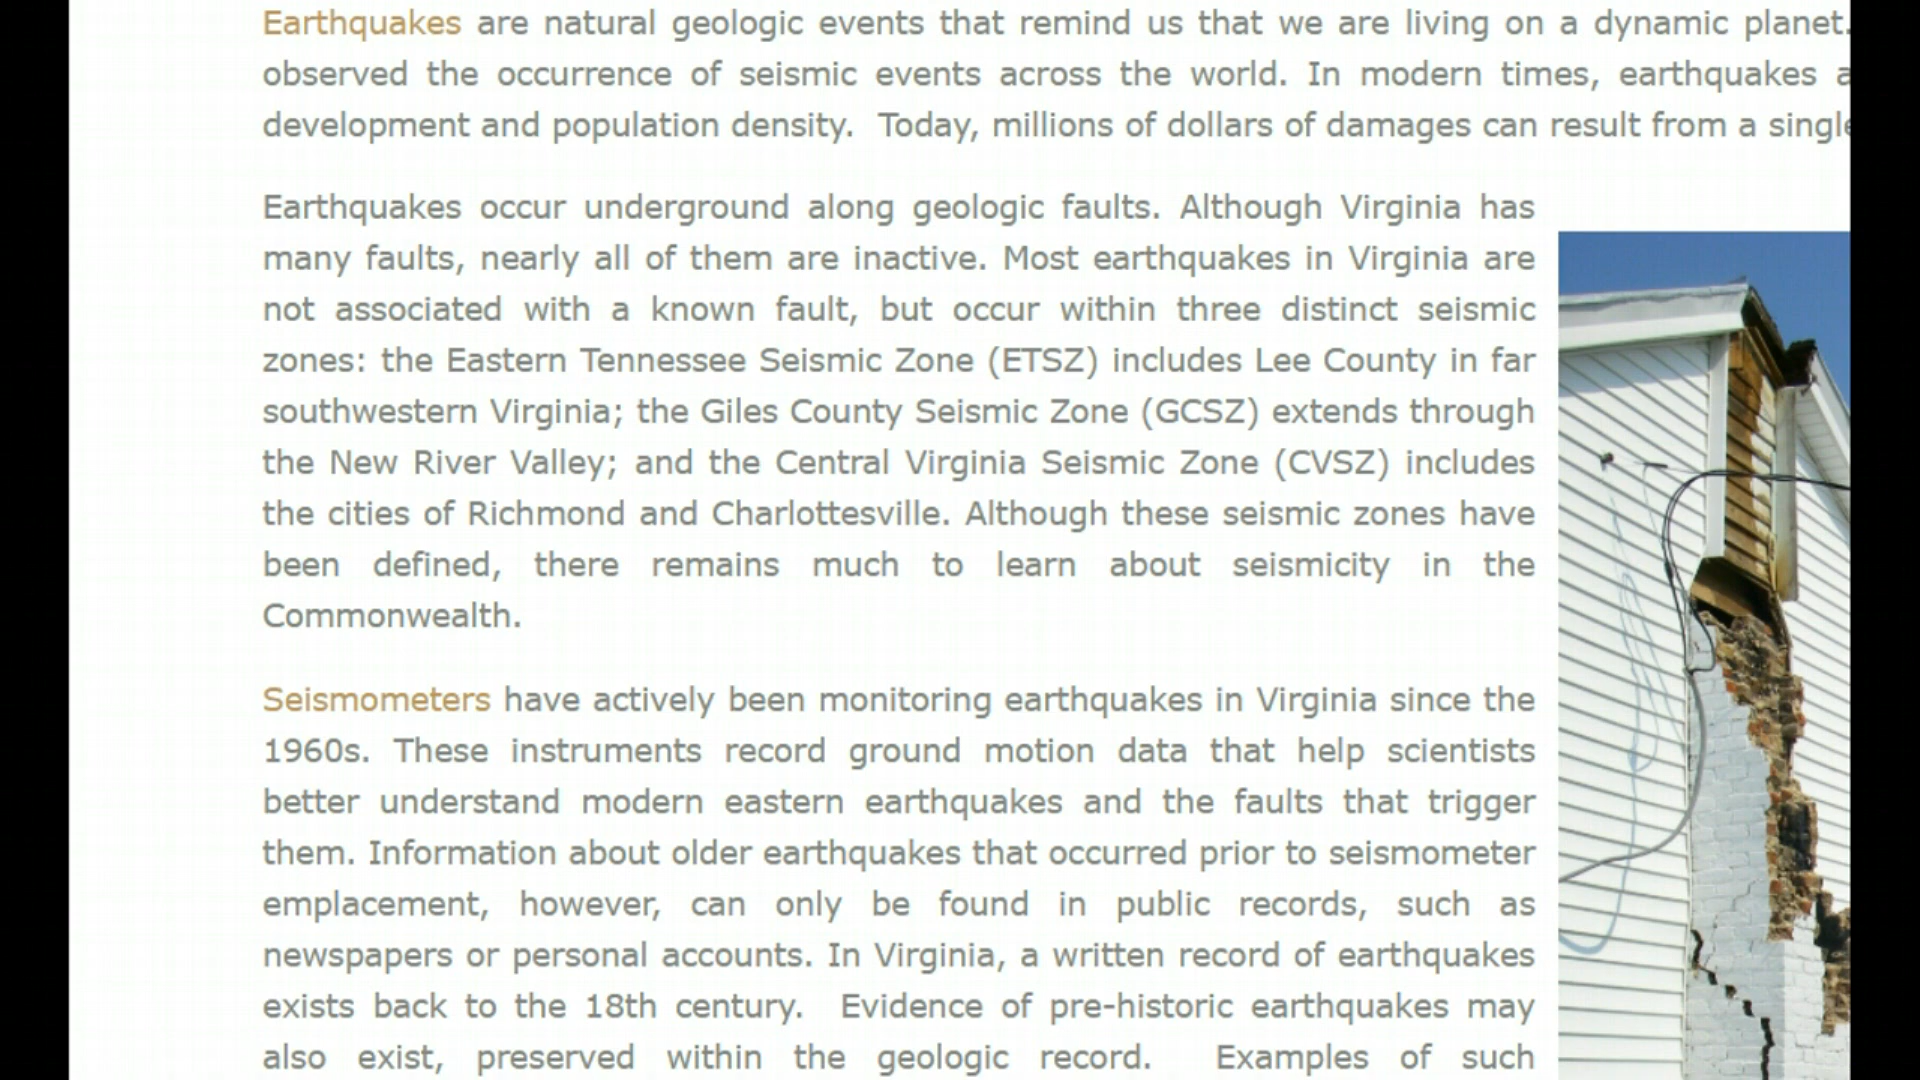 Earthquakes are natural geologic events that remind us that we are living on a dynamic planet.
observed the occurrence of seismic events across the world. In modern times, earthquakes
development and population density. Today, millions of dollars of damages can result from a single
Earthquakes occur underground along geologic faults. Although Virginia has
many faults, nearly all of them are inactive. Most earthquakes in Virginia are
not associated with a known fault, but occur within three distinct seismic
zones: the Eastern Tennessee Seismic Zone (ETSZ) includes Lee County in far
southwestern Virginia; the Giles County Seismic Zone (GCSZ) extends through
the New River Valley; and the Central Virginia Seismic Zone (CVSZ) includes
the cities of Richmond and Charlottesville. Although these seismic zones have
been defined, there remains much to learn about seismicity in the
Commonwealth.
Seismometers have actively been monitoring earthquakes in Virginia since the
1960s. These instruments record ground motion data that help scientists
better understand modern eastern earthquakes and the faults that trigger
them. Information about older earthquakes that occurred prior to seismometer
emplacement, however, can only be found in public records, such as
newspapers or personal accounts. In Virginia, a written record of earthquakes
exists back to the 18th century. Evidence of pre-historic earthquakes may
also exist, preserved within the geologic record. Examples of such